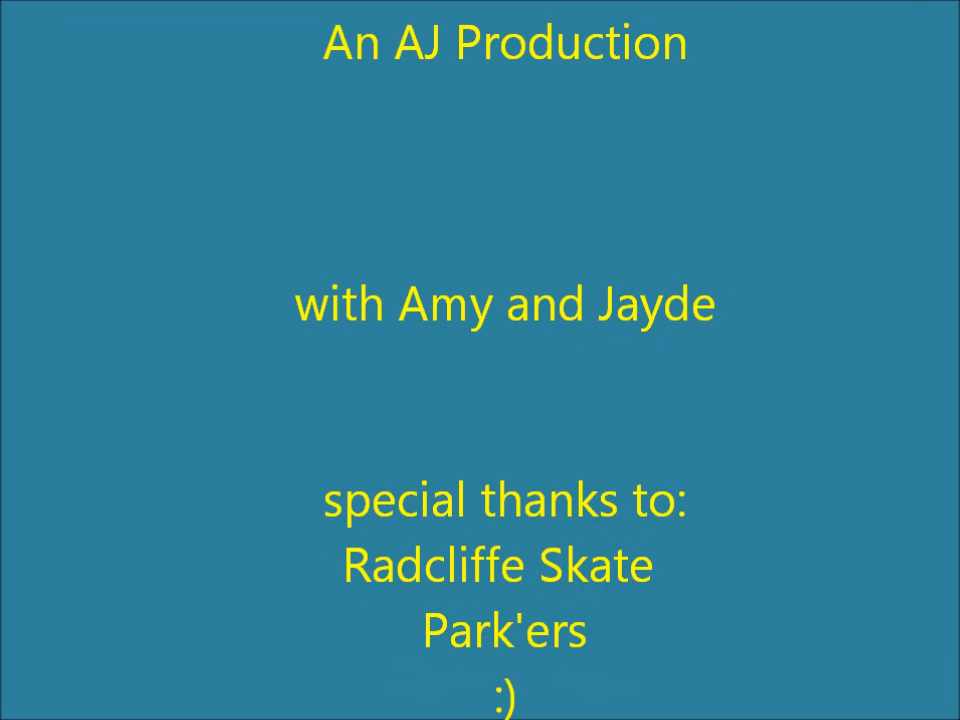 An AJ Production
with Amy and Jayde
special thanks to:
Radcliffe Skate
Park'ers
:)